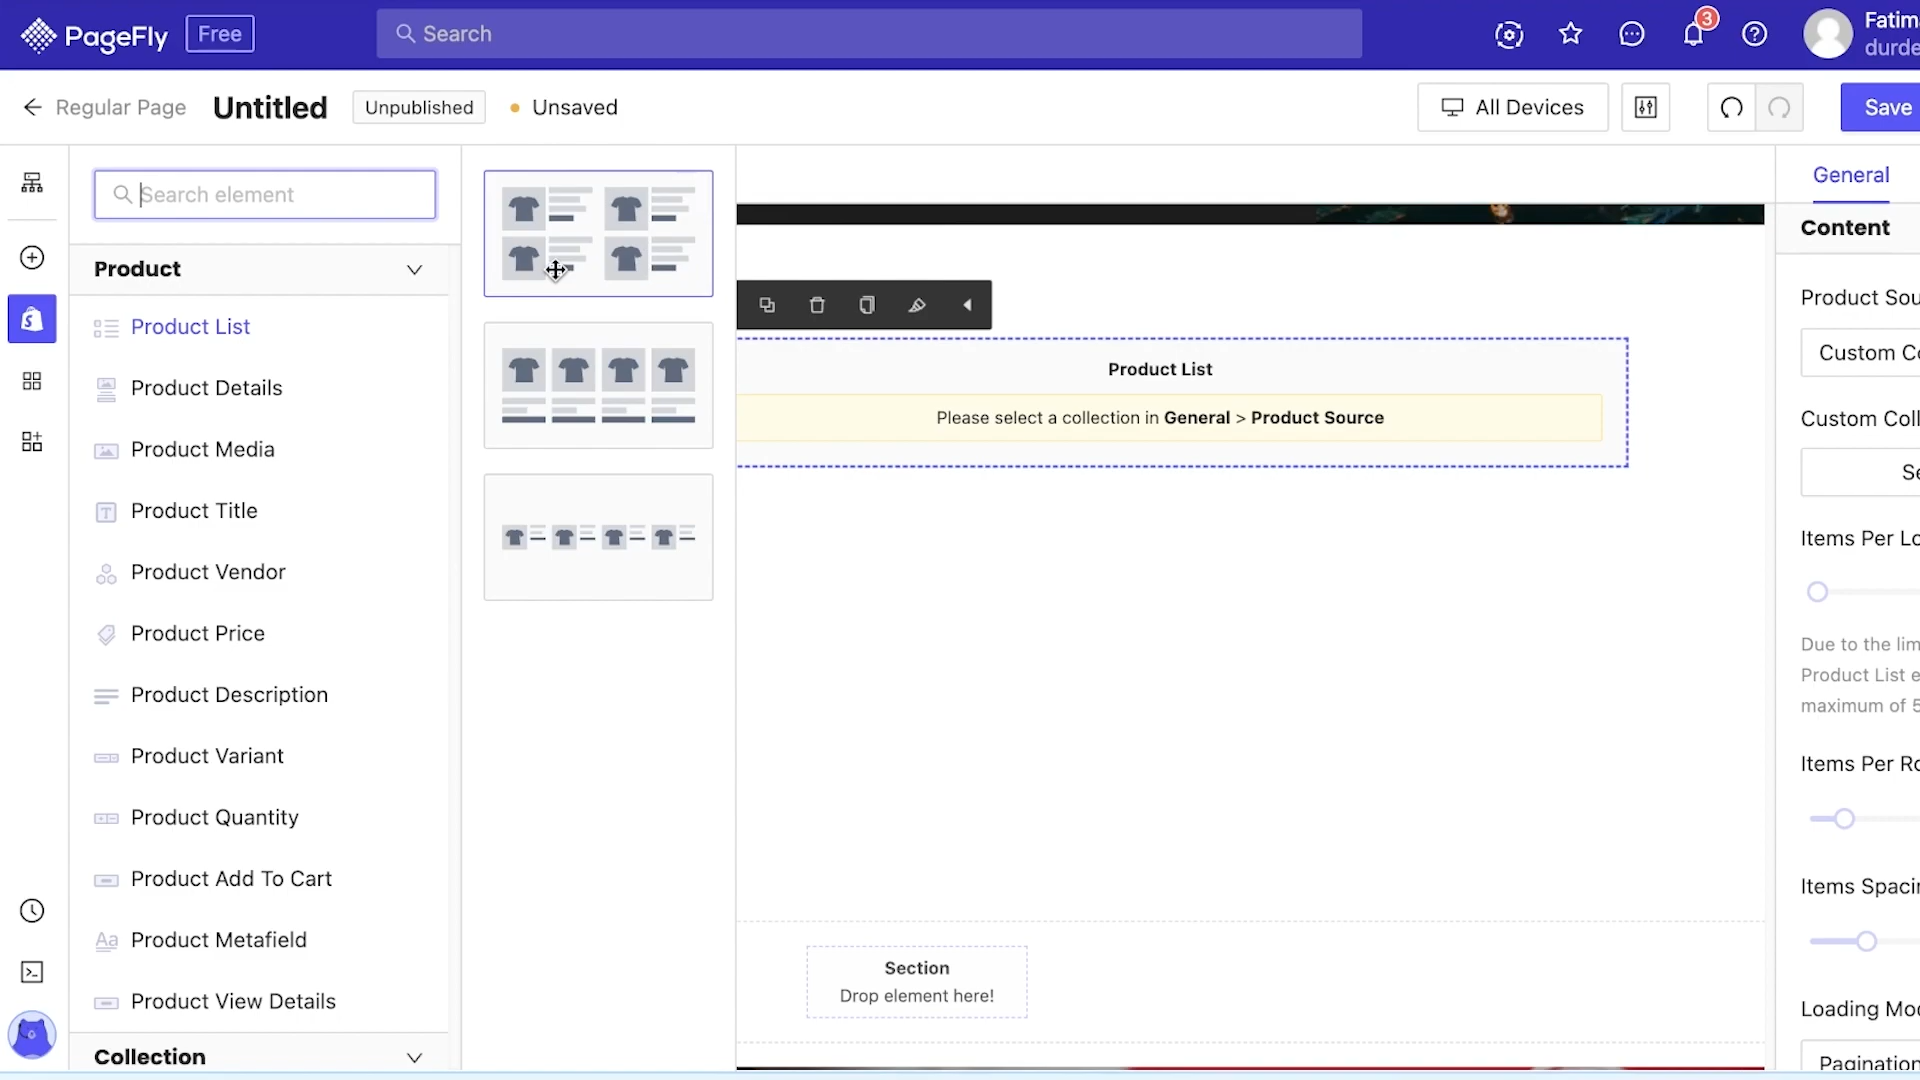 PageFly
Free
Search
3
Fatim
durde
Regular Page
Untitled
Unpublished
Unsaved
All Devices
Save
Search element
Product
Product List
Product Details
Product Media
Product Title
Product Vendor
Product Price
Product Description
Product Variant
Product Quantity
Product Add To Cart
Product Metafield
Product View Details
Collection
Product List
Please select a collection in General > Product Source
Section
Drop element here!
General
Content
Product Sou
Custom Co
Custom Coll
Se
Items Per Lo
Due to the lim
Product List e
maximum of 5
Items Per Ro
Items Spacin
Loading Mod
Pagination